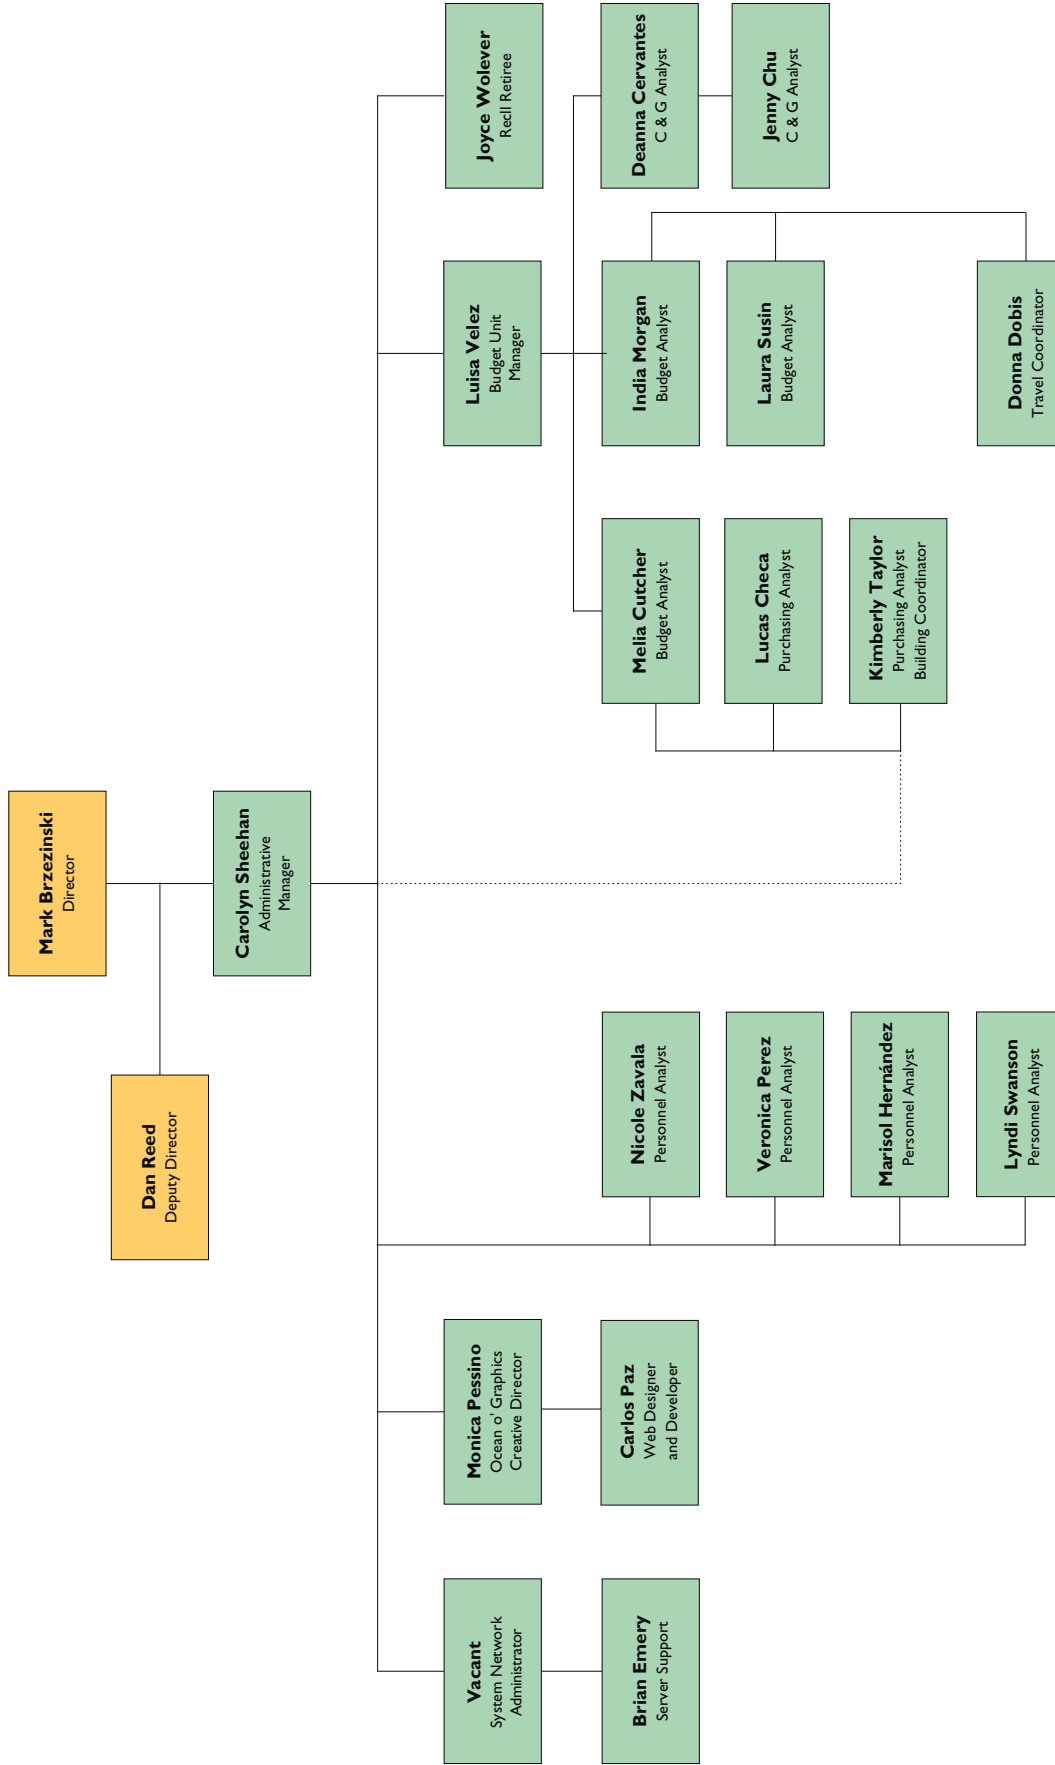 Mark Brzezinski
Director
Dan Reed
Deputy Director
Carolyn Sheehan
Administrative
Manager
Vacant
System Network
Administrator
Monica Pessino
Ocean o' Graphics
Creative Director
Luisa Velez
Budget Unit
Manager
Joyce Wolever
Recll Retiree
Brian Emery
Server Support
Carlos Paz
Web Designer
and Developer
Nicole Zavala
Personnel Analyst
Melia Cutcher
Budget Analyst
India Morgan
Budget Analyst
Deanna Cervantes
C & G Analyst
Veronica Perez
Personnel Analyst
Lucas Checa
Purchasing Analyst
Laura Susin
Budget Analyst
Jenny Chu
C & G Analyst
Marisol Hernández
Personnel Analyst
Kimberly Taylor
Purchasing Analyst
Building Coordinator
Lyndi Swanson
Personnel Analyst
Donna Dobis
Travel Coordinator